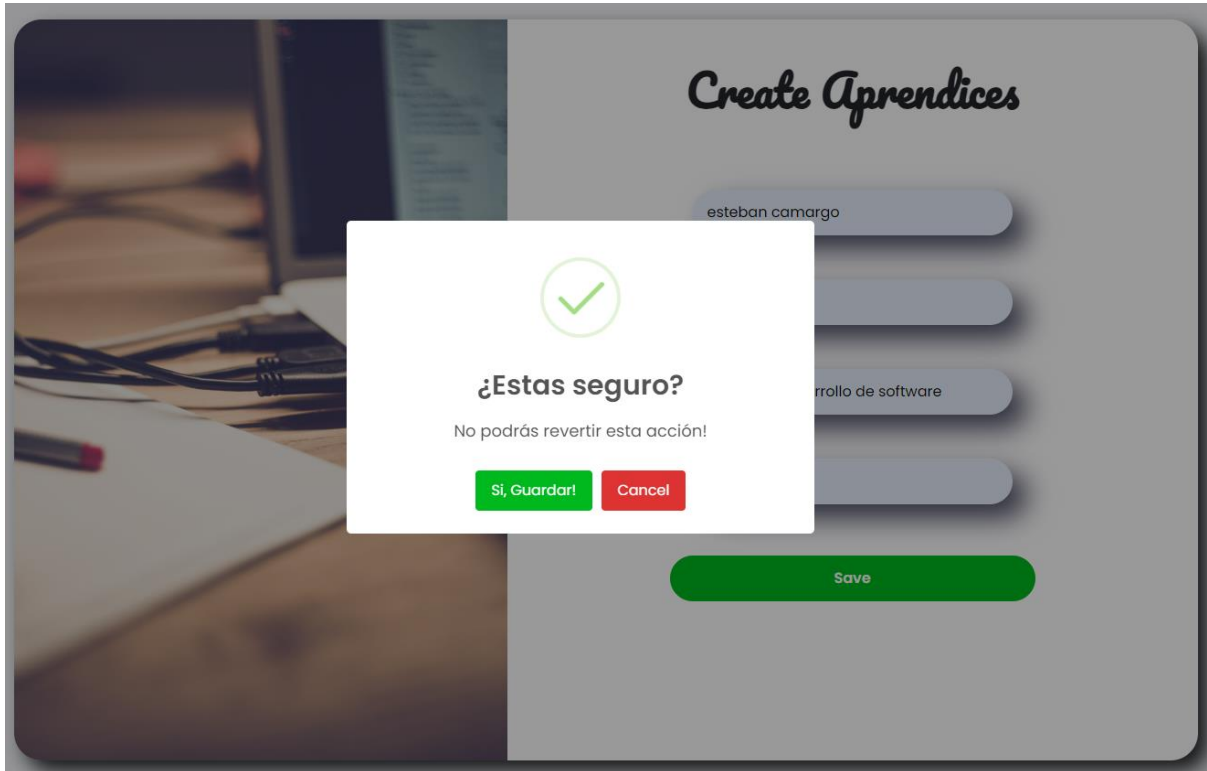 Create Aprendices
esteban camargo
¿Estas seguro?
No podrás revertir esta acción!
rrollo de software
Si, Guardar!
Cancel
Save